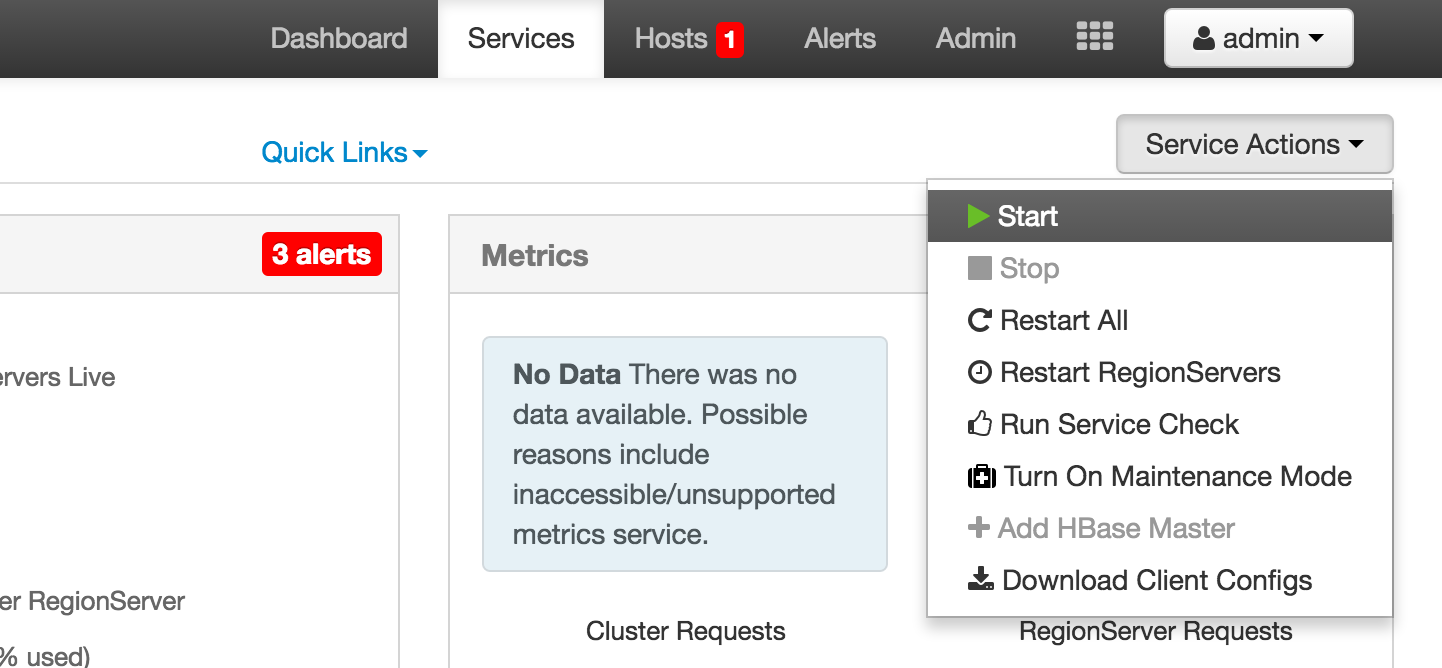 Dashboard Services Hosts 1 Alerts Admin admin
Quick Links Service Actions
3 alerts
Metrics
Start
Stop
Restart All
Restart RegionServers
Run Service Check
Turn On Maintenance Mode
Add HBase Master
Download Client Configs
ervers Live
No Data There was no
data available. Possible
reasons include
inaccessible/unsupported
metrics service.
er RegionServer
% used)
Cluster Requests
RegionServer Requests